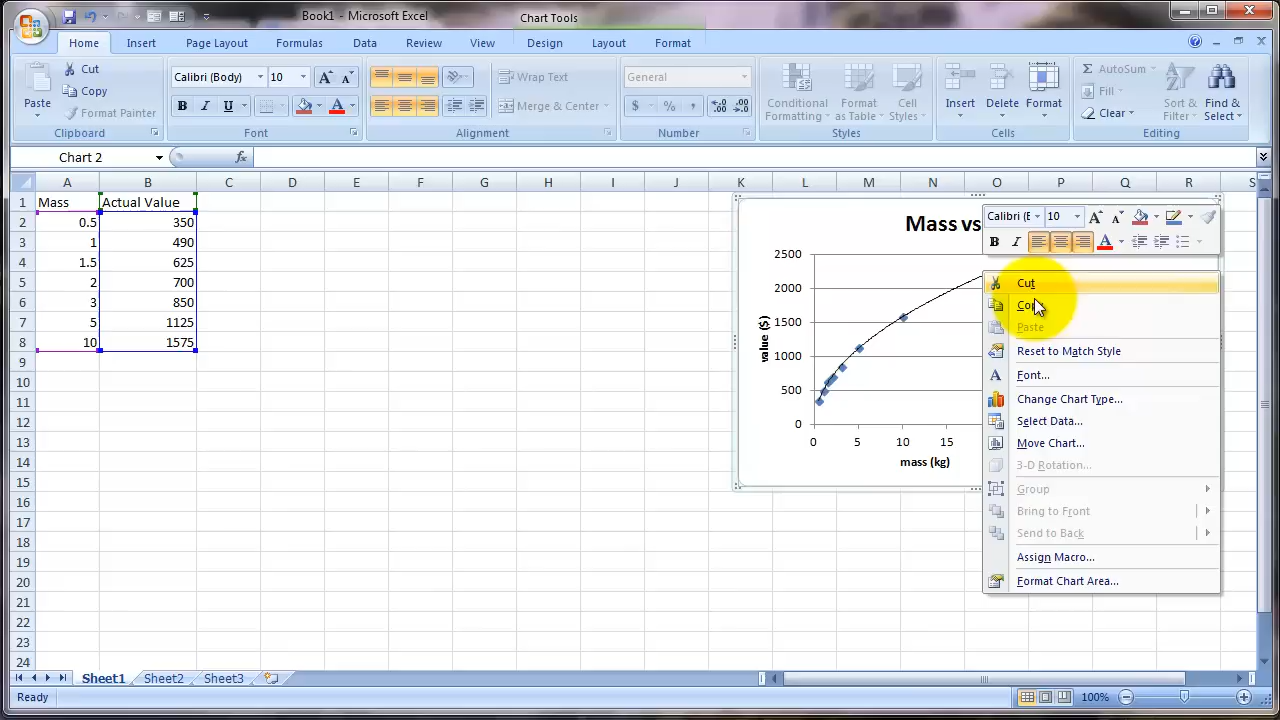 Book1 - Microsoft Excel
Chart Tools
Home Insert Page Layout Formulas Data Review View Design Layout Format
Paste
Cut
Copy
Format Painter
Clipboard
Calibri (Body) 10
B I U A
Font
Wrap Text
Merge & Center
Alignment
General
$ % ,
Number
Conditional Formatting
Format as Table
Cell Styles
Styles
Insert
Delete
Format
Cells
Σ AutoSum
Fill
Clear
Sort & Filter
Find & Select
Editing
Chart 2
fx
A B C D E F G H I J K L M N O P Q R S
1 Mass Actual Value
2 0.5 350
3 1 490
4 1.5 625
5 2 700
6 3 850
7 5 1125
8 10 1575
9
10
11
12
13
14
15
16
17
18
19
20
21
22
23
24
Mass vs
2500
2000
1500
1000
500
0
value ($)
0 5 10 15
mass (kg)
Calibri (E 10 A A
B I A
Cut
Paste
Reset to Match Style
A Font...
Change Chart Type...
Select Data...
Move Chart...
3-D Rotation...
Group
Bring to Front
Send to Back
Assign Macro...
Format Chart Area...
Sheet1 Sheet2 Sheet3
Ready
100%